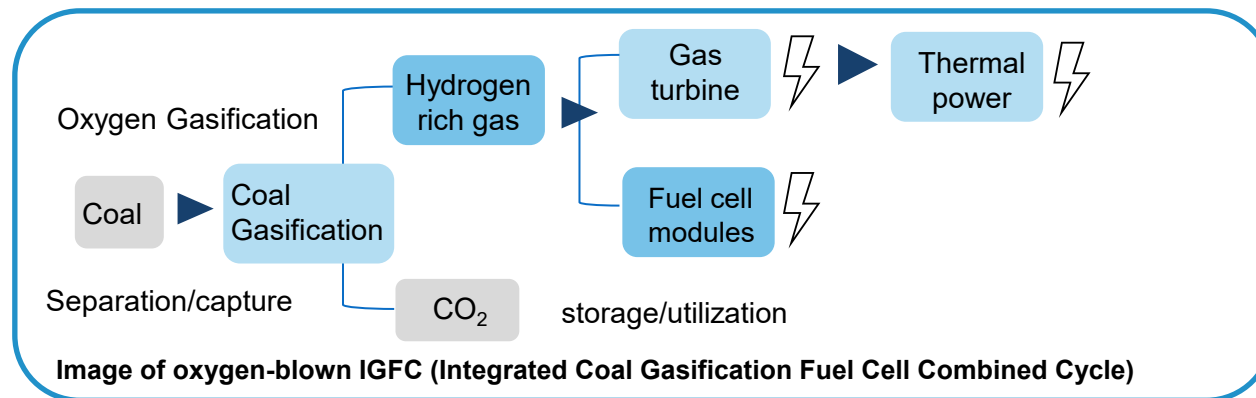 Gas
turbine
Thermal
power
Hydrogen
rich gas
Oxygen Gasification
Coal
Coal
Gasification
Fuel cell
modules
Separation/capture
CO₂
storage/utilization
Image of oxygen-blown IGFC (Integrated Coal Gasification Fuel Cell Combined Cycle)